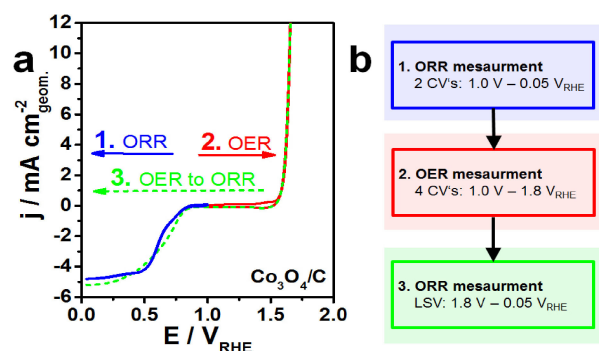 a
12
10
8
6
4
2
0
-2
-4
-6
j / mA cm-2geom.
1. ORR
2. OER
3. OER to ORR
Co3O4/C
0.0 0.5 1.0 1.5 2.0
E / VRHE
b
1. ORR mesaurment
2 CV's: 1.0 V – 0.05 VRHE
2. OER mesaurment
4 CV's: 1.0 V – 1.8 VRHE
3. ORR mesaurment
LSV: 1.8 V – 0.05 VRHE